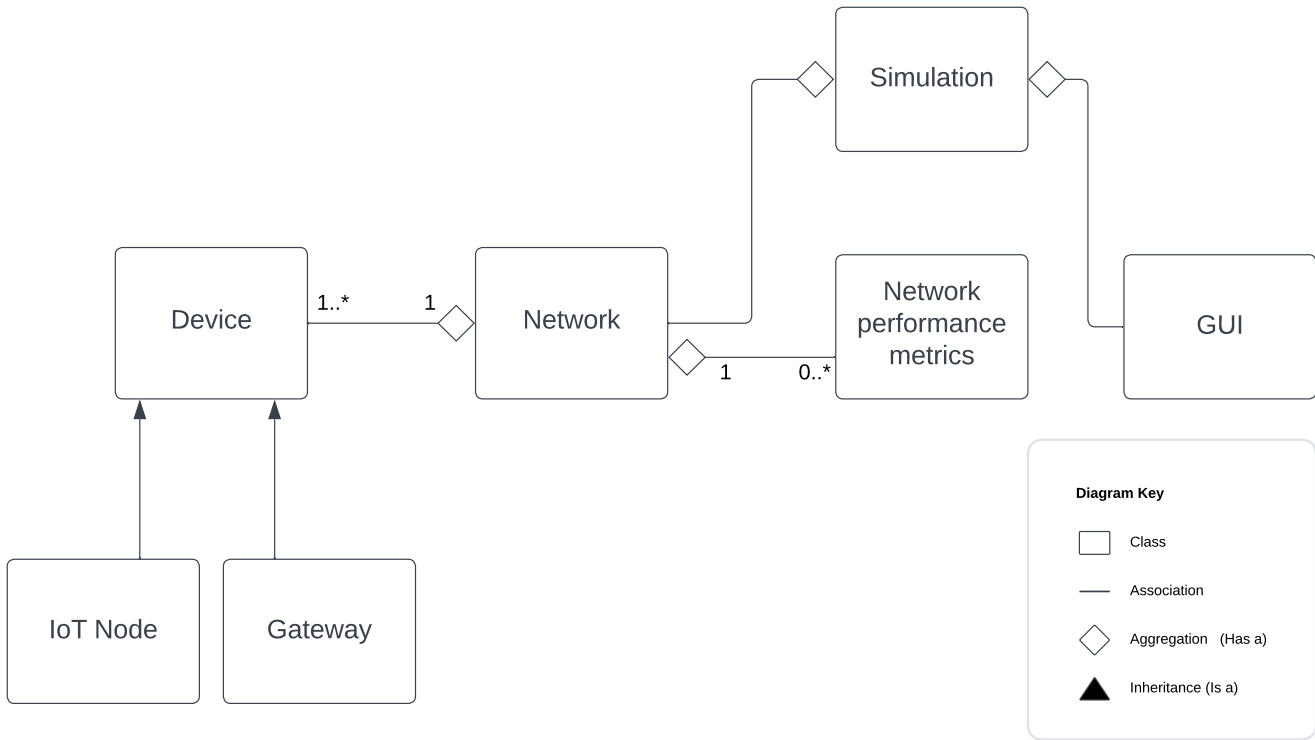 Simulation
Device
1..*
1
Network
1
0..*
Network
performance
metrics
GUI
IoT Node
Gateway
Diagram Key
Class
Association
Aggregation (Has a)
Inheritance (Is a)